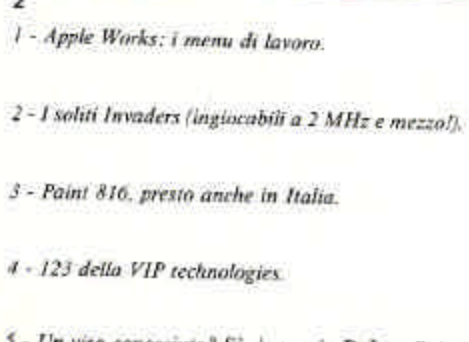 2
1 - Apple Works: i menu di lavoro.
2 - I soliti Invaders (ingiocabili a 2 MHz e mezzo!).
3 - Paint 816, presto anche in Italia.
4 - 123 della VIP technologies.
5 - Un viso